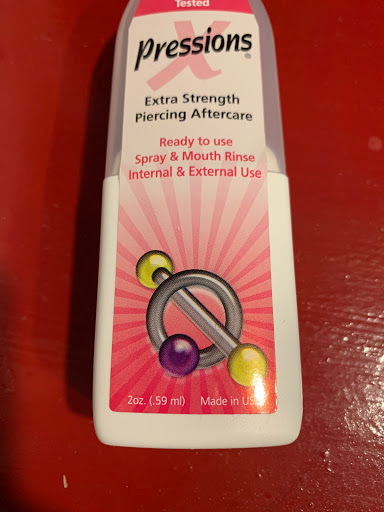 Tested
X
Pressions®
Extra Strength
Piercing Aftercare
Ready to use
Spray & Mouth Rinse
Internal & External Use
2oz. (.59 ml) Made in